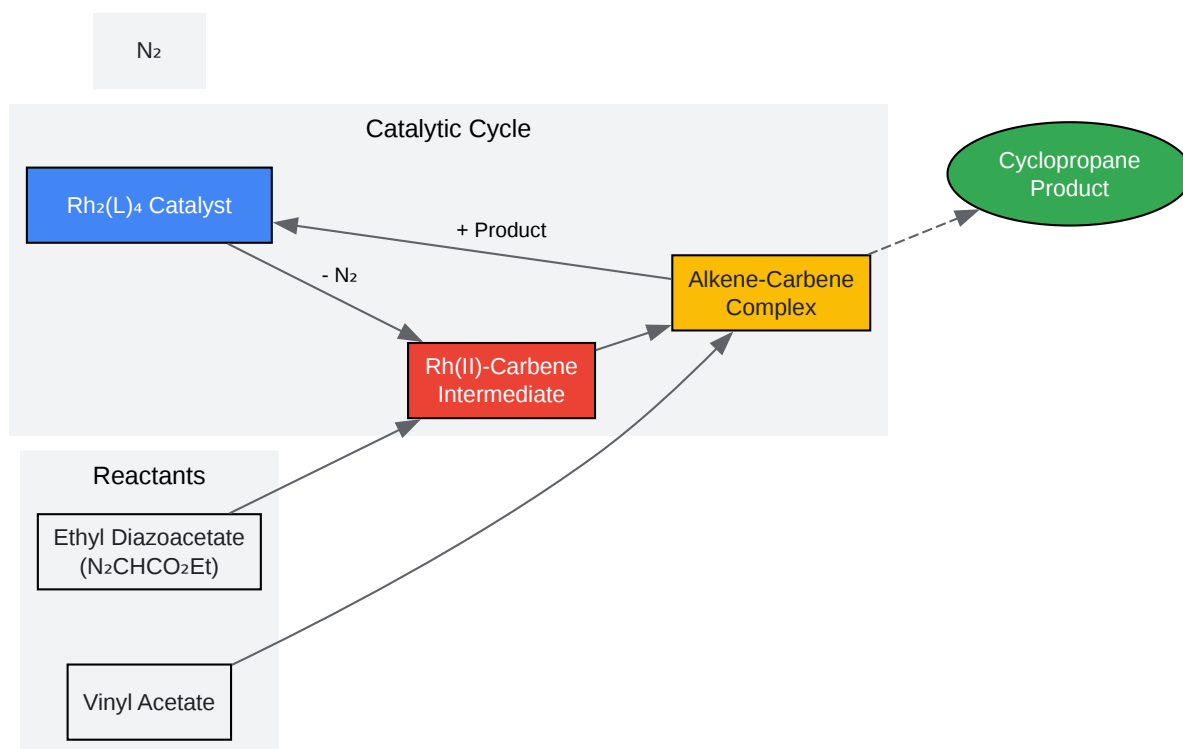 N₂
Catalytic Cycle
Rh₂(L)₄ Catalyst
+ Product
- N₂
Alkene-Carbene
Complex
Rh(II)-Carbene
Intermediate
Cyclopropane
Product
Reactants
Ethyl Diazoacetate
(N₂CHCO₂Et)
Vinyl Acetate